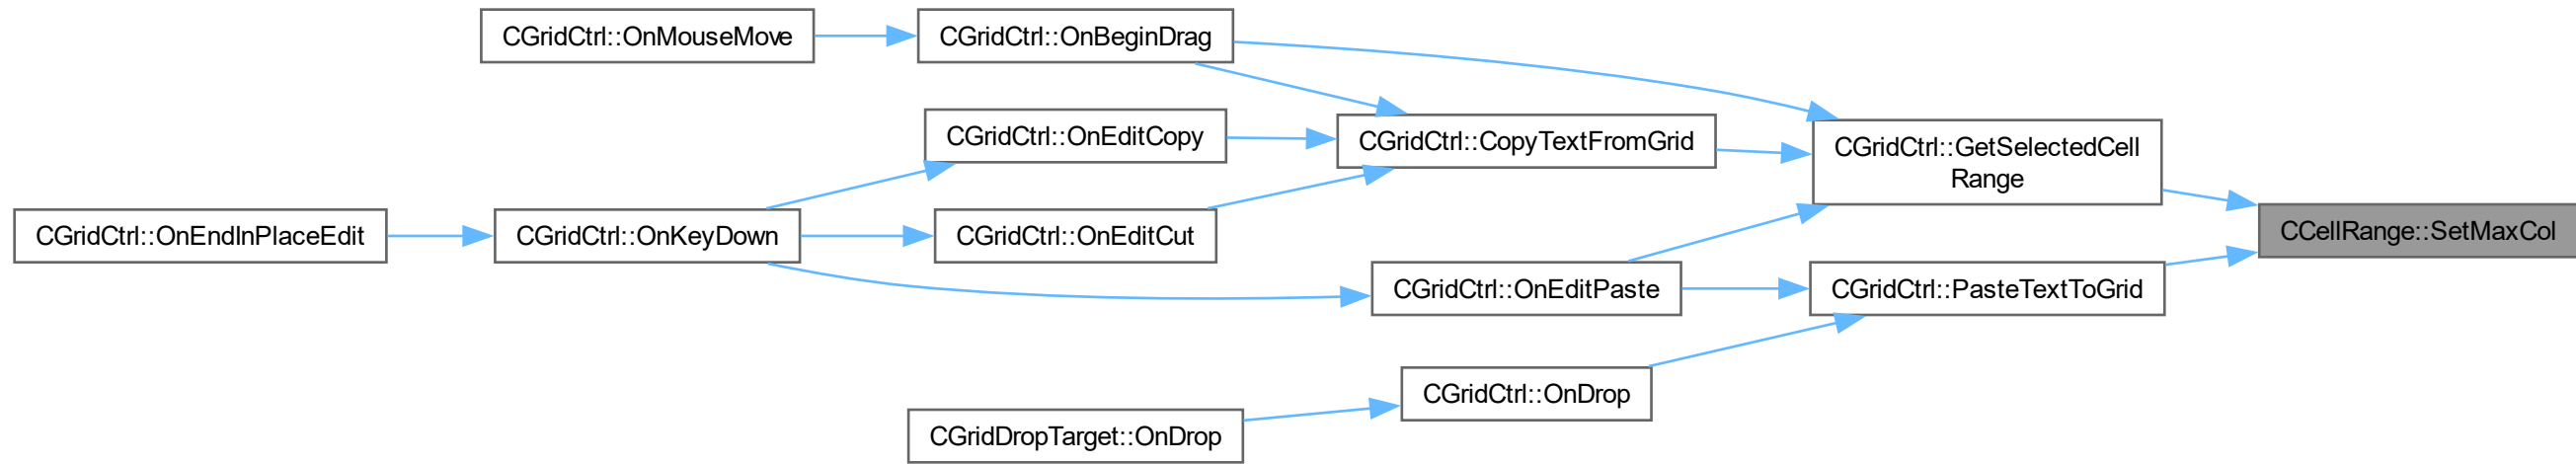 CGridCtrl::OnMouseMove
CGridCtrl::OnBeginDrag
CGridCtrl::OnEditCopy
CGridCtrl::CopyTextFromGrid
CGridCtrl::GetSelectedCell
Range
CGridCtrl::OnEndInPlaceEdit
CGridCtrl::OnKeyDown
CGridCtrl::OnEditCut
CCellRange::SetMaxCol
CGridCtrl::OnEditPaste
CGridCtrl::PasteTextToGrid
CGridCtrl::OnDrop
CGridDropTarget::OnDrop